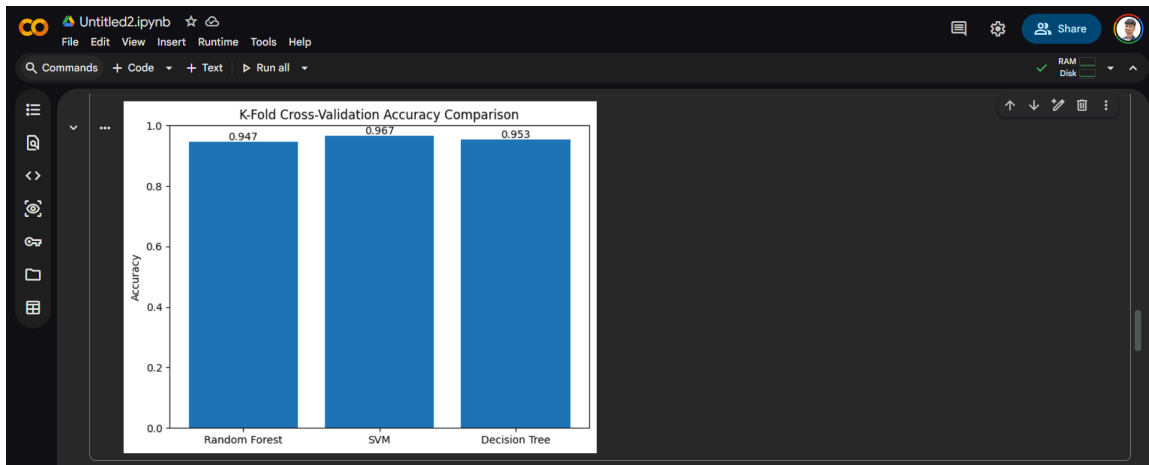 CO
Untitled2.ipynb
File Edit View Insert Runtime Tools Help
Share
Commands + Code + Text Run all
RAM
Disk
K-Fold Cross-Validation Accuracy Comparison
1.0
0.947
0.967
0.953
0.8
0.6
Accuracy
0.4
0.2
0.0
Random Forest SVM Decision Tree